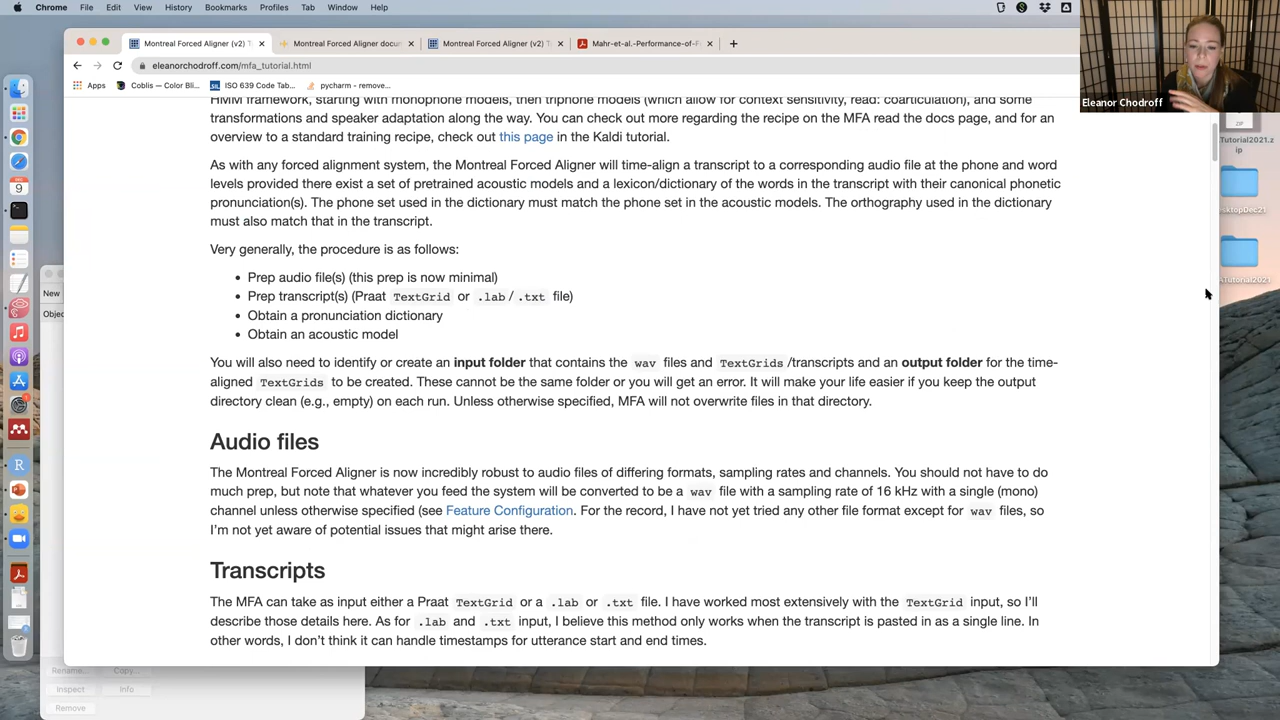 Chrome File Edit View History Bookmarks Profiles Tab Window Help
Montreal Forced Aligner (v2) T
Montreal Forced Aligner docu
Montreal Forced Aligner (v2) T
Mahr-et-al.-Performance-of-F
eleanorchodroff.com/mfa_tutorial.html
Apps Coblis — Color Bli... ISO 639 Code Tab... pycharm - remove...
Eleanor Chodroff
HMM framework, starting with monophone models, then triphone models (which allow for context sensitivity, read: coarticulation), and some
transformations and speaker adaptation along the way. You can check out more regarding the recipe on the MFA read the docs page, and for an
overview to a standard training recipe, check out this page in the Kaldi tutorial.
As with any forced alignment system, the Montreal Forced Aligner will time-align a transcript to a corresponding audio file at the phone and word
levels provided there exist a set of pretrained acoustic models and a lexicon/dictionary of the words in the transcript with their canonical phonetic
pronunciation(s). The phone set used in the dictionary must match the phone set in the acoustic models. The orthography used in the dictionary
must also match that in the transcript.
Very generally, the procedure is as follows:
• Prep audio file(s) (this prep is now minimal)
• Prep transcript(s) (Praat TextGrid or .lab / .txt file)
• Obtain a pronunciation dictionary
• Obtain an acoustic model
You will also need to identify or create an input folder that contains the wav files and TextGrids /transcripts and an output folder for the time-
aligned TextGrids to be created. These cannot be the same folder or you will get an error. It will make your life easier if you keep the output
directory clean (e.g., empty) on each run. Unless otherwise specified, MFA will not overwrite files in that directory.
Audio files
The Montreal Forced Aligner is now incredibly robust to audio files of differing formats, sampling rates and channels. You should not have to do
much prep, but note that whatever you feed the system will be converted to be a wav file with a sampling rate of 16 kHz with a single (mono)
channel unless otherwise specified (see Feature Configuration. For the record, I have not yet tried any other file format except for wav files, so
I'm not yet aware of potential issues that might arise there.
Transcripts
The MFA can take as input either a Praat TextGrid or a .lab or .txt file. I have worked most extensively with the TextGrid input, so I'll
describe those details here. As for .lab and .txt input, I believe this method only works when the transcript is pasted in as a single line. In
other words, I don't think it can handle timestamps for utterance start and end times.
DEC
9
New
Objec
Rename... Copy...
Inspect Info
Remove
ZIP
Tutorial2021.z
ip
sktopDec21
ATutorial2021